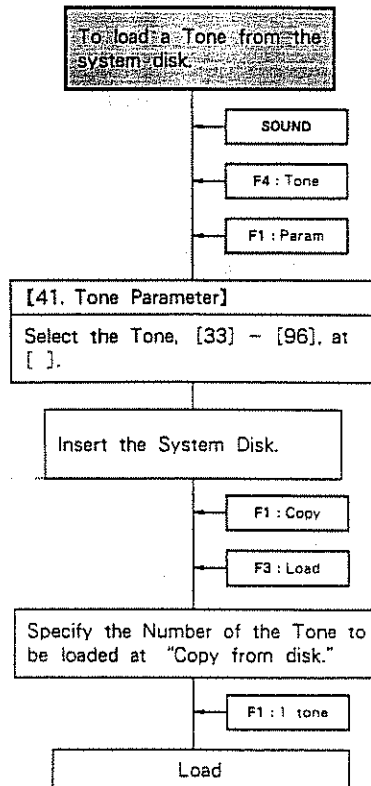 To load a Tone from the
system disk.
SOUND
F4 : Tone
F1 : Param
[41. Tone Parameter]
Select the Tone, [33] – [96], at
[ ].
Insert the System Disk.
F1 : Copy
F3 : Load
Specify the Number of the Tone to
be loaded at "Copy from disk."
F1 : 1 tone
Load